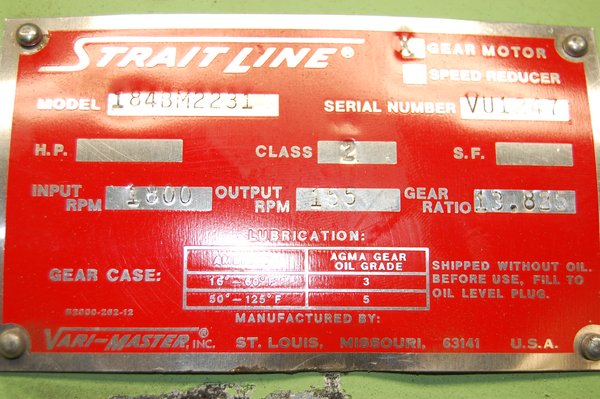 STRAIT LINE®
X GEAR MOTOR
SPEED REDUCER
MODEL 184BM2231 SERIAL NUMBER
H.P. CLASS 2 S.F.
INPUT RPM 1800 OUTPUT RPM GEAR RATIO
LUBRICATION:
AGMA GEAR OIL GRADE
GEAR CASE:
3
50°-125°F 5
SHIPPED WITHOUT OIL.
BEFORE USE, FILL TO
OIL LEVEL PLUG.
MANUFACTURED BY:
VARI-MASTER,® INC. ST. LOUIS, MISSOURI, 63141 U.S.A.